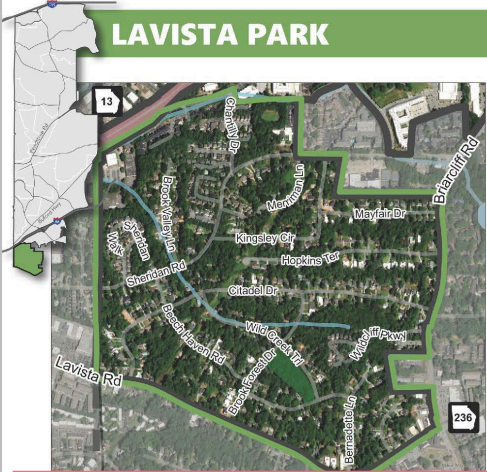 LAVISTA PARK
13
Chantilly Dr
Briarcliff Rd
Merriman Ln
Brook Valley Ln
Mayfair Dr
Sheridan
Walk
Kingsley Cir
Hopkins Ter
Sheridan Rd
Citadel Dr
Beech Haven Rd
Wild Creek Trl
Wildcliff Pkwy
Lavista Rd
Brook Forest Dr
Bernadette Ln
236